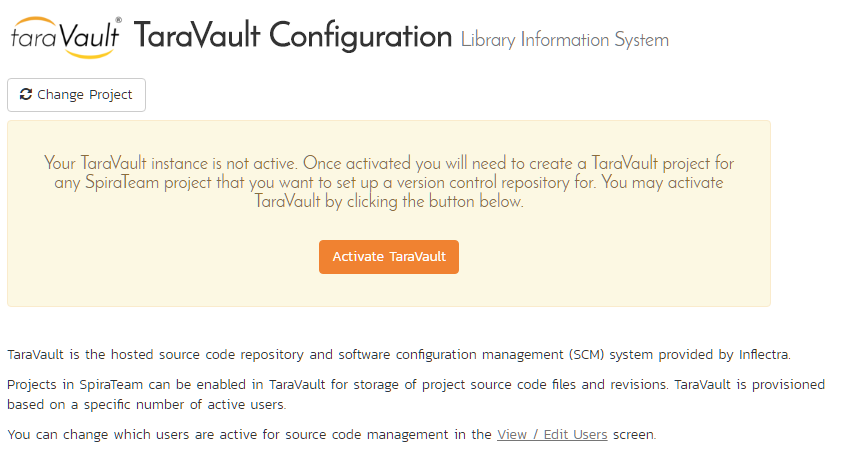 taraVault® TaraVault Configuration Library Information System
Change Project
Your TaraVault instance is not active. Once activated you will need to create a TaraVault project for
any SpiraTeam project that you want to set up a version control repository for. You may activate
TaraVault by clicking the button below.
Activate TaraVault
TaraVault is the hosted source code repository and software configuration management (SCM) system provided by Inflectra.
Projects in SpiraTeam can be enabled in TaraVault for storage of project source code files and revisions. TaraVault is provisioned
based on a specific number of active users.
You can change which users are active for source code management in the View / Edit Users screen.